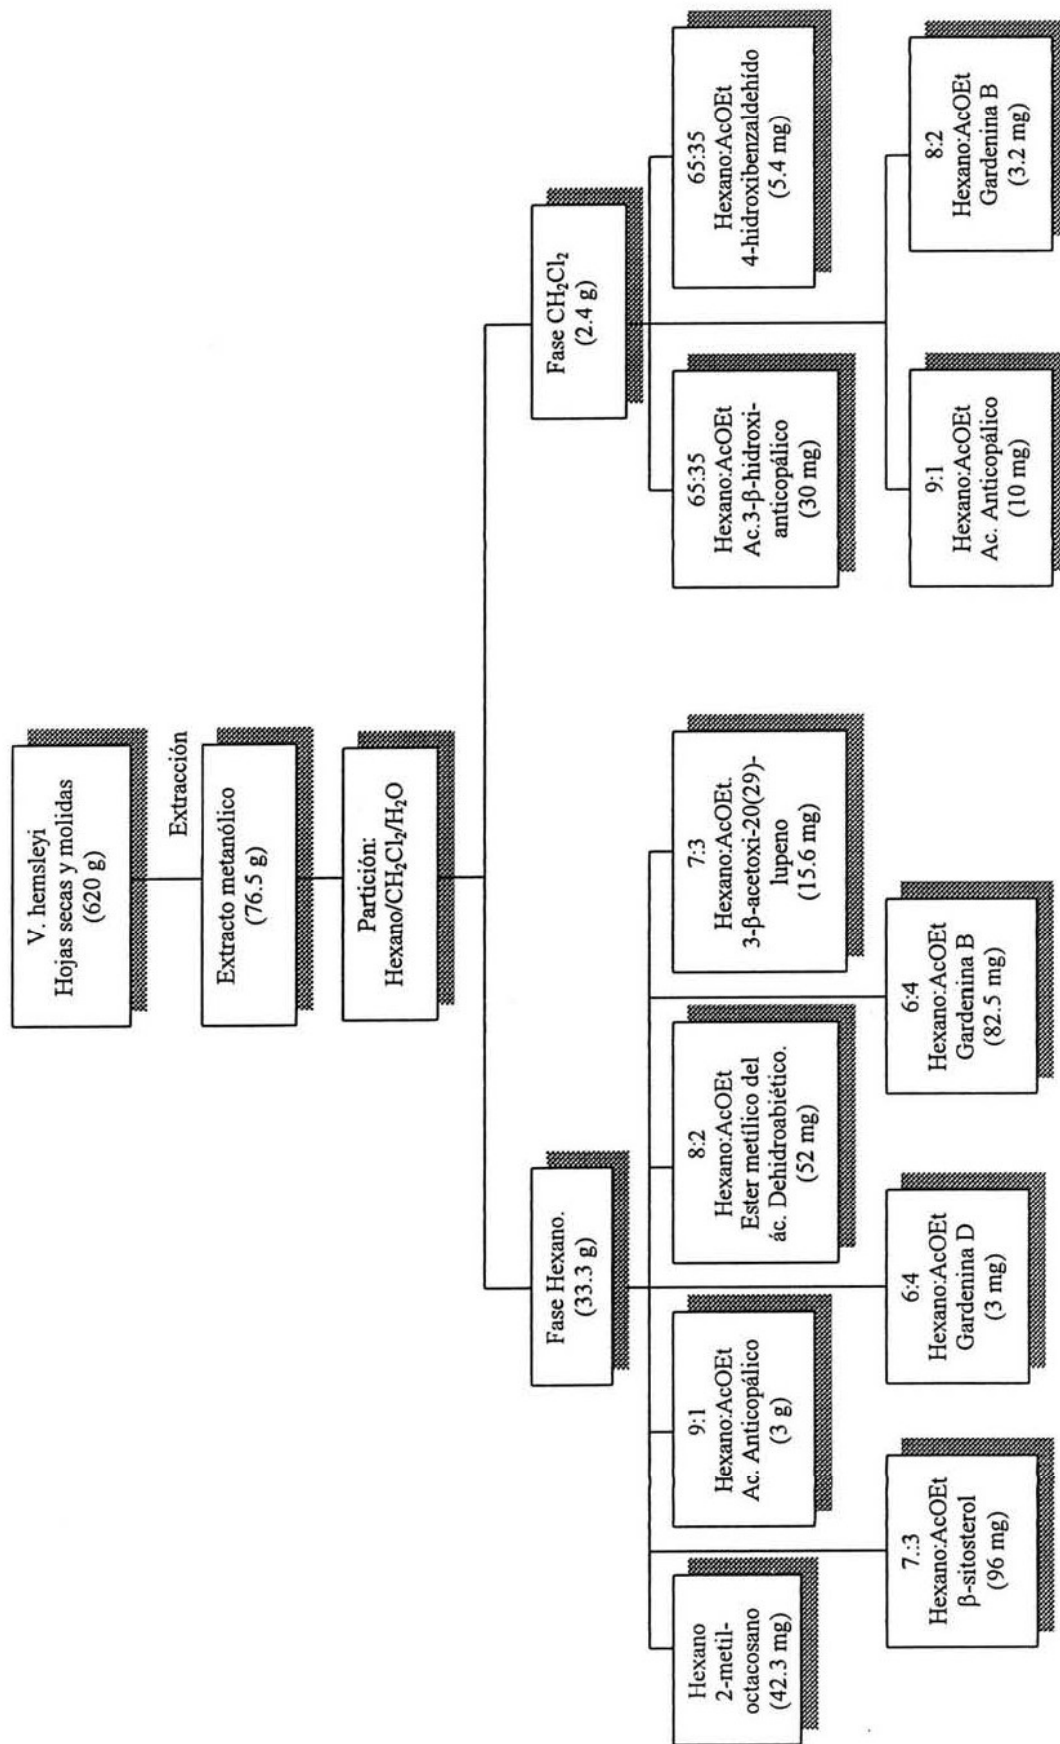 V. hemsleyi
Hojas secas y molidas
(620 g)
Extracción
Extracto metanólico
(76.5 g)
Partición:
Hexano/CH₂Cl₂/H₂O
Fase Hexano.
(33.3 g)
Fase CH₂Cl₂
(2.4 g)
Hexano
2-metil-
octacosano
(42.3 mg)
9:1
Hexano:AcOEt
Ac. Anticopálico
(3 g)
8:2
Hexano:AcOEt
Ester metílico del
ác. Dehidroabiético.
(52 mg)
7:3
Hexano:AcOEt.
3-β-acetoxi-20(29)-
lupeno
(15.6 mg)
7.:3
Hexano:AcOEt
β-sitosterol
(96 mg)
6:4
Hexano:AcOEt
Gardenina D
(3 mg)
6:4
Hexano:AcOEt
Gardenina B
(82.5 mg)
65:35
Hexano:AcOEt
Ac.3-β-hidroxi-
anticopálico
(30 mg)
65:35
Hexano:AcOEt
4-hidroxibenzaldehído
(5.4 mg)
9:1
Hexano:AcOEt
Ac. Anticopálico
(10 mg)
8:2
Hexano:AcOEt
Gardenina B
(3.2 mg)